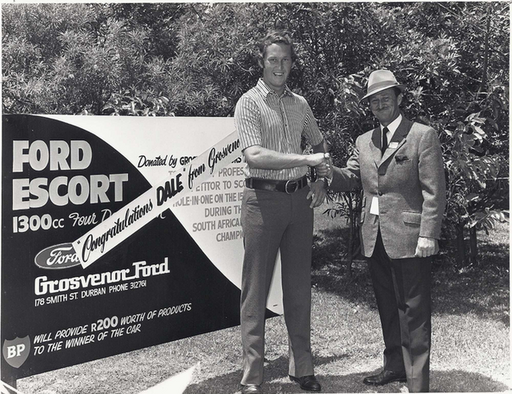 FORD
ESCORT
1300cc Four D
Donated by GRO
Congratulations DALE from Grosvenor
PROFES
ETITOR TO SC
HOLE-IN-ONE ON THE
DURING TH
SOUTH AFRICA
CHAMP
Ford
Grosvenor Ford
178 SMITH ST. DURBAN PHONE 312761
BP
WILL PROVIDE R200 WORTH OF PRODUCTS
TO THE WINNER OF THE CAR